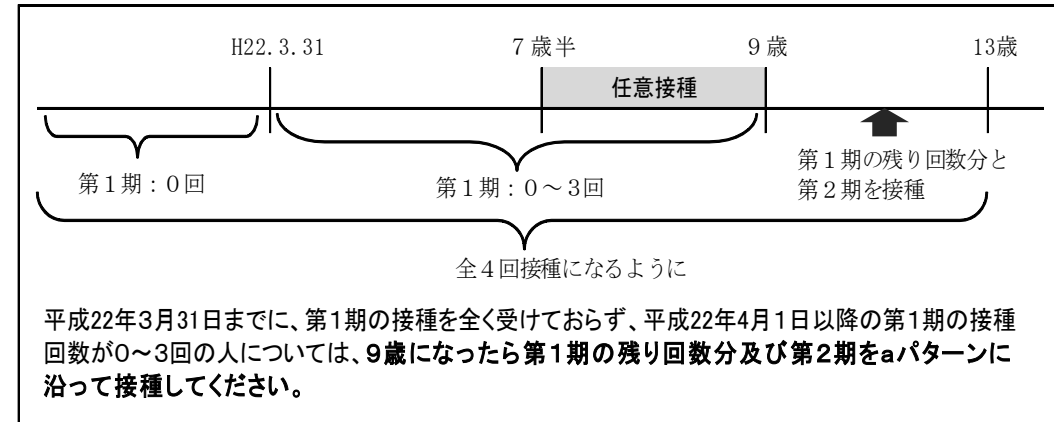 H22.3.31 7歳半 9歳 13歳
任意接種
第1期:0回
第1期:0～3回
第1期の残り回数分と
第2期を接種
全4回接種になるように
平成22年3月31日までに、第1期の接種を全く受けておらず、平成22年4月1日以降の第1期の接種
回数が0～3回の人については、9歳になったら第1期の残り回数分及び第2期をaパターンに
沿って接種してください。